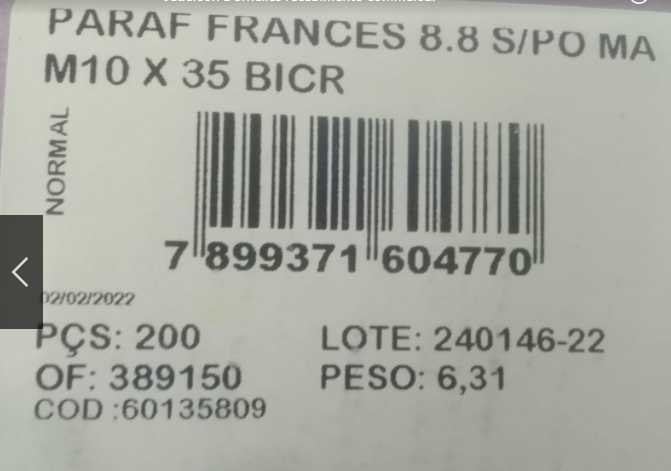 PARAF FRANCES 8.8 S/PO MA
M10 X 35 BICR
NORMAL
7 899371 604770
02/02/2022
PÇS: 200 LOTE: 240146-22
OF: 389150 PESO: 6,31
COD :60135809